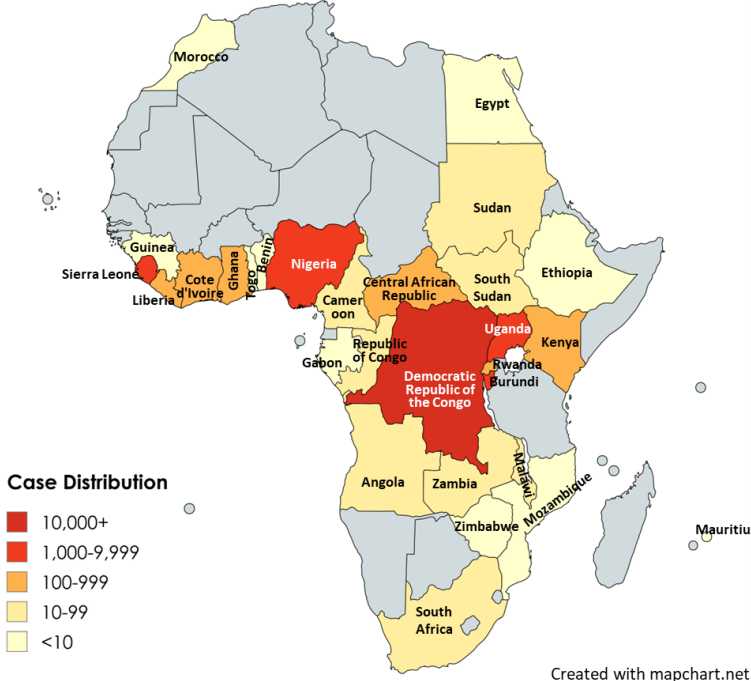 Morocco
Egypt
Sudan
Guinea
Sierra Leone
Liberia
Cote
d'Ivoire
Ghana
Togo
Benin
Nigeria
Camer
oon
Central African
Republic
South
Sudan
Ethiopia
Gabon
Republic
of Congo
Uganda
Kenya
Rwanda
Burundi
Democratic
Republic of
the Congo
Angola
Zambia
Malawi
Mozambique
Zimbabwe
Mauritiu
South
Africa
Case Distribution
10,000+
1,000-9,999
100-999
10-99
<10
Created with mapchart.net